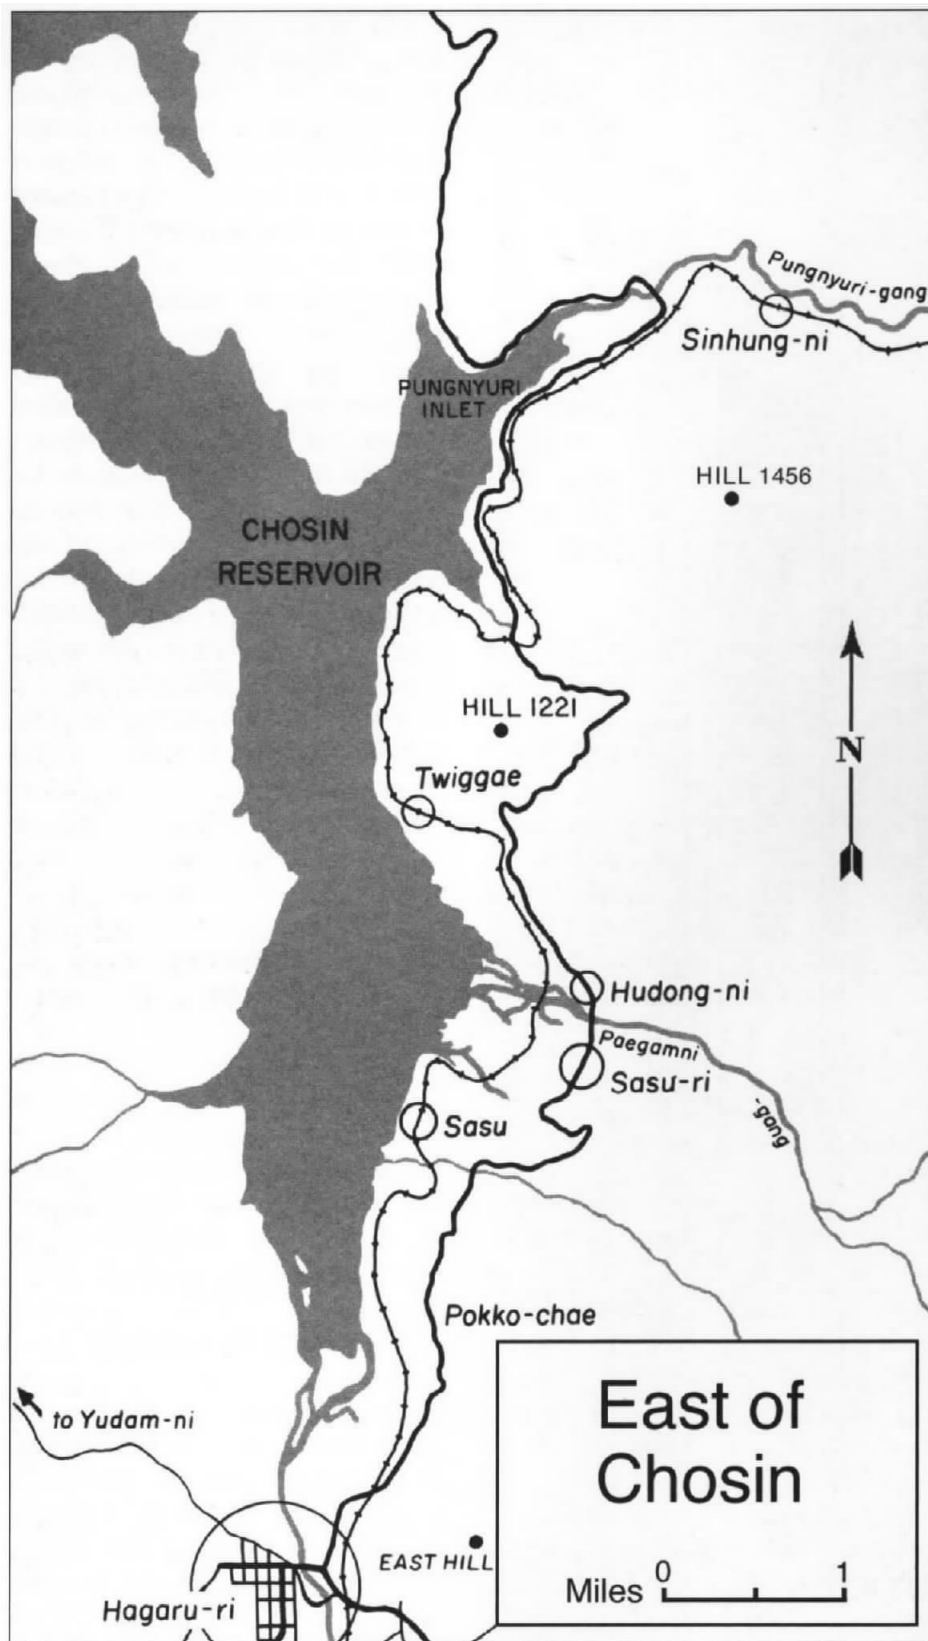 Pungnyuri-gang
Sinhung-ni
PUNGNYURI
INLET
HILL 1456
CHOSIN
RESERVOIR
HILL 1221
N
Twiggae
Hudong-ni
Paegamni
-gang
Sasu-ri
Sasu
Pokko-chae
to Yudam-ni
East of
Chosin
EAST HILL
Miles 0 1
Hagaru-ri